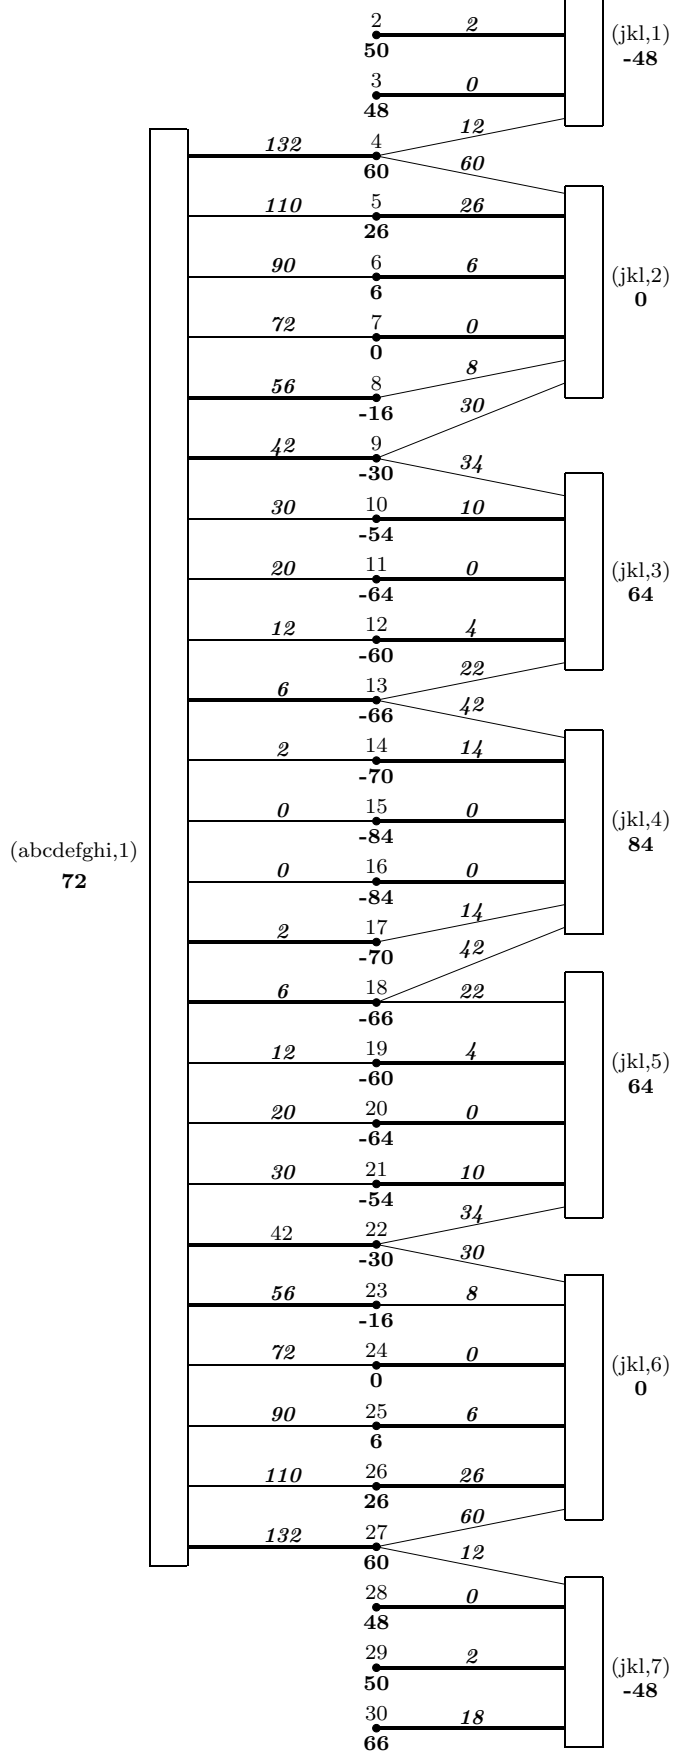 2 2 (jkl,1)
50 -48
3 0
48
12
132 4
60 60
110 5 26
26
90 6 6 (jkl,2)
6 0
72 7 0
0
8
56 8
-16 30
42 9
-30 34
30 10 10
-54
20 11 0 (jkl,3)
-64 64
12 12 4
-60
22
6 13
-66 42
2 14 14
-70
0 15 0 (jkl,4)
-84 84
(abcdefghi,1)
72
0 16 0
-84
14
2 17
-70 42
6 18 22
-66
12 19 4 (jkl,5)
-60 64
20 20 0
-64
30 21 10
-54
34
42 22
-30 30
56 23 8
-16
72 24 0 (jkl,6)
0 0
90 25 6
6
110 26 26
26
60
132 27
60 12
28 0
48
29 2 (jkl,7)
50 -48
30 18
66